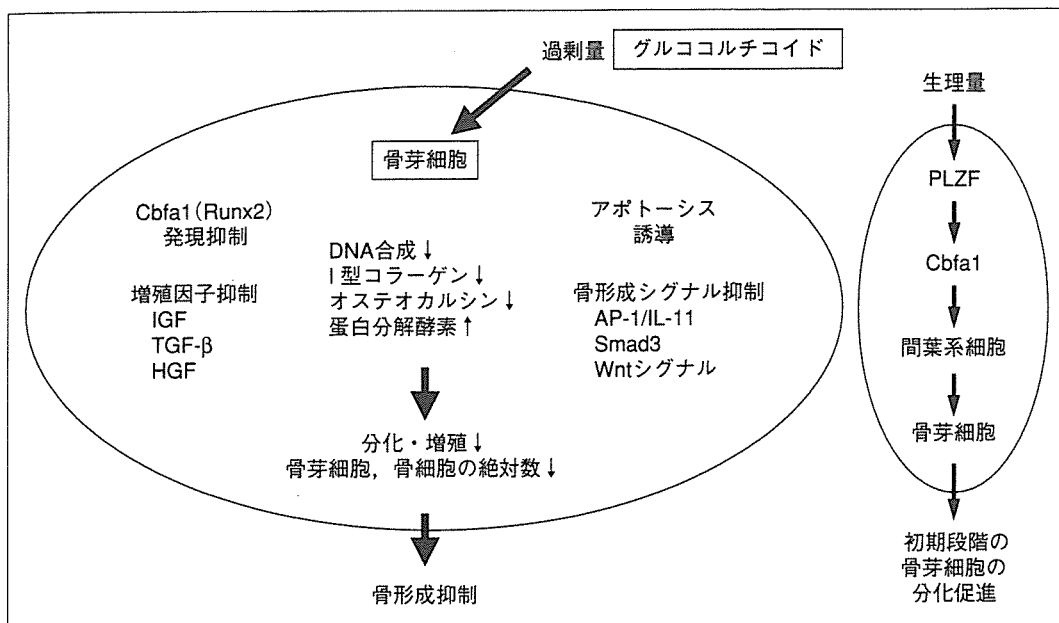 過剰量 グルココルチコイド
骨芽細胞
Cbfa1(Runx2)
発現抑制
増殖因子抑制
IGF
TGF-β
HGF
DNA合成↓
I型コラーゲン↓
オステオカルシン↓
蛋白分解酵素↑
アポトーシス
誘導
骨形成シグナル抑制
AP-1/IL-11
Smad3
Wntシグナル
分化・増殖↓
骨芽細胞，骨細胞の絶対数↓
骨形成抑制
生理量
PLZF
Cbfa1
間葉系細胞
骨芽細胞
初期段階の
骨芽細胞の
分化促進